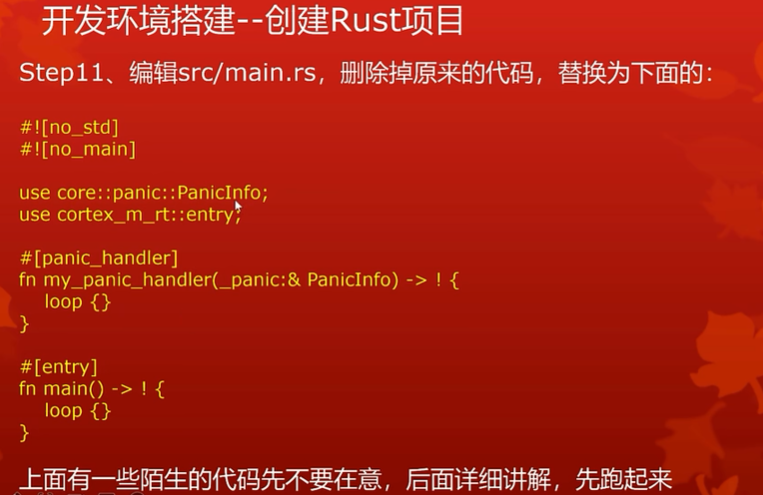 开发环境搭建--创建Rust项目
Step11、编辑src/main.rs，删除掉原来的代码，替换为下面的：
#![no_std]
#![no_main]
use core::panic::PanicInfo;
use cortex_m_rt::entry;
#[panic_handler]
fn my_panic_handler(_panic:& PanicInfo) -> ! {
loop {}
}
#[entry]
fn main() -> ! {
loop {}
}
上面有一些陌生的代码先不要在意，后面详细讲解，先跑起来